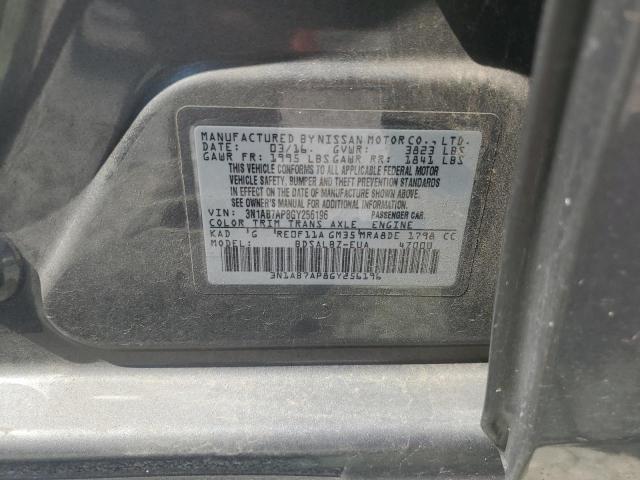 MANUFACTURED BY NISSAN MOTOR CO., LTD.
DATE: 03/16. GVWR: 3823 LBS
GAWR FR: 1995 LBS GAWR RR: 1841 LBS
THIS VEHICLE CONFORMS TO ALL APPLICABLE FEDERAL MOTOR
VEHICLE SAFETY, BUMPER AND THEFT PREVENTION STANDARDS
IN EFFECT ON THE DATE OF MANUFACTURE SHOWN ABOVE.
SEE OWNER'S MANUAL FOR FURTHER INFORMATION.
VIN: 3N1AB7AP8GY256196 PASSENGER CAR.
COLOR TRIM TRANS AXLE ENGINE
KAD 'G RE0F11A GM35 MRA8DE 1798 CC
MODEL: BDSALBZ-EUA 4700U
3N1AB7AP8GY256196